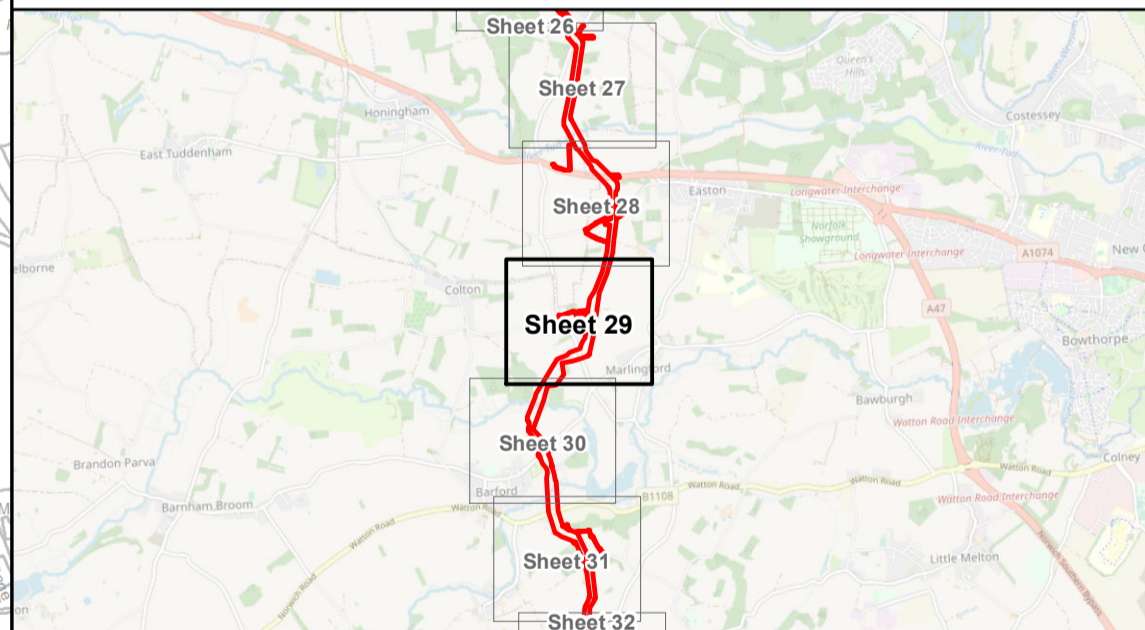 Sheet 26
Queen's
Hills
Sheet 27
Honingham
Costessey
East Tuddenham
River Tud
River-Tud
Easton
Longwater Interchange
Sheet 28
Norfolk
Showground
Longwater Interchange
A1074
New C
elborne
Colton
A47
Sheet 29
Bowthorpe
Marlingford
Bawburgh
Watton Road Interchange
Sheet 30
Brandon Parva
Colney
Watton Road
Barford
Watton Road
Watton Road
B1108
Watton Road Interchange
Barnham Broom
Watton Road
Watton Road
Sheet 31
Little Melton
Norwich Southern Bypass
Norwich Road
on
Sheet 32